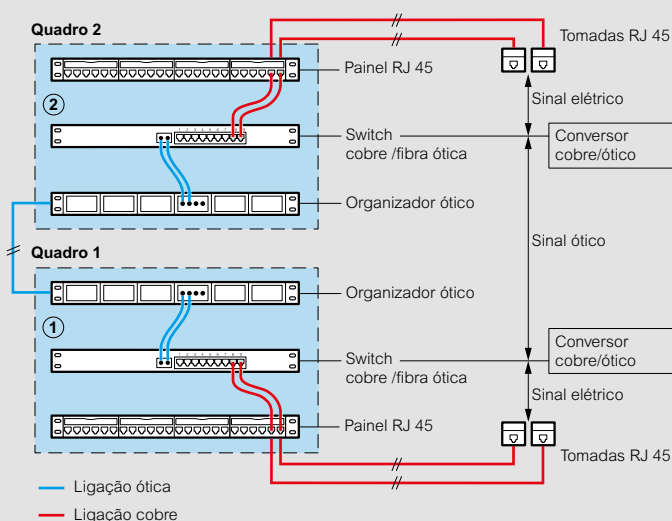 Quadro 2
Tomadas RJ 45
Painel RJ 45
2
Sinal elétrico
Switch
cobre /fibra ótica
Conversor
cobre/ótico
Organizador ótico
Sinal ótico
Quadro 1
Organizador ótico
1
Switch
cobre /fibra ótica
Conversor
cobre/ótico
Sinal elétrico
Painel RJ 45
Tomadas RJ 45
Ligação ótica
Ligação cobre